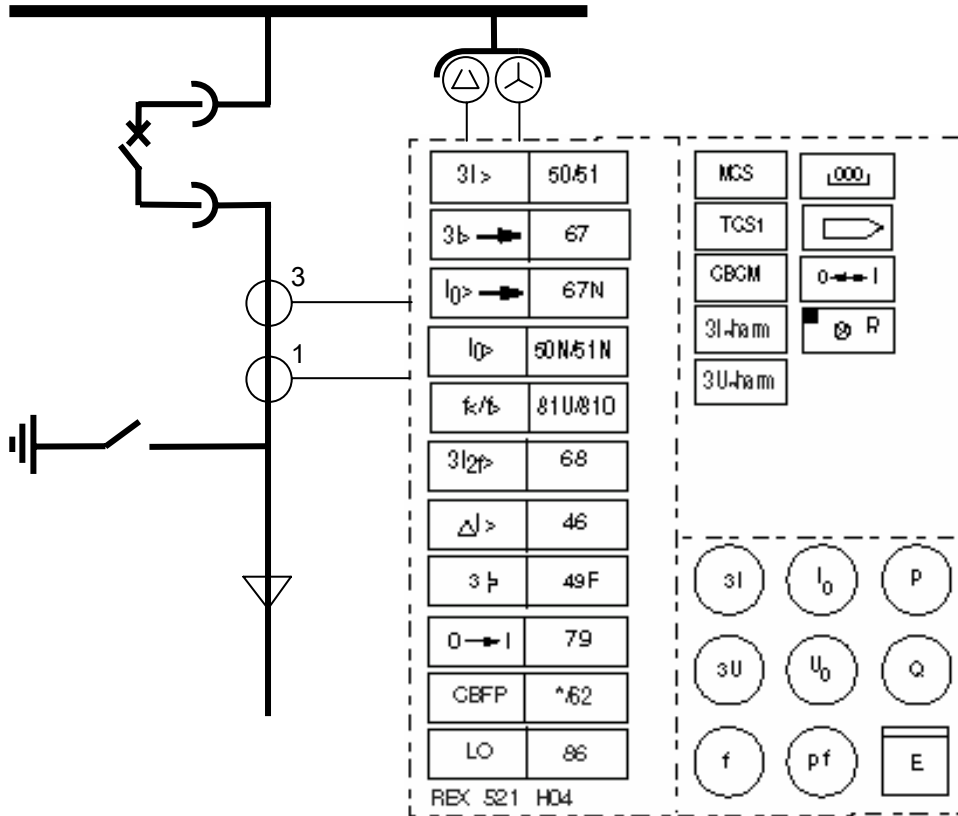 3
1
3I > 50/51
3I> 67
I0> 67N
I0> 50N/51N
f</f> 81U/81O
3I2f> 68
ΔI > 46
3 49F
O I 79
CBFP */62
LO 86
REX 521 H04
MCS 000
TCS1
CBCM O I
3I-harm R
3U-harm
3I I0 P
3U U0 Q
f pf E